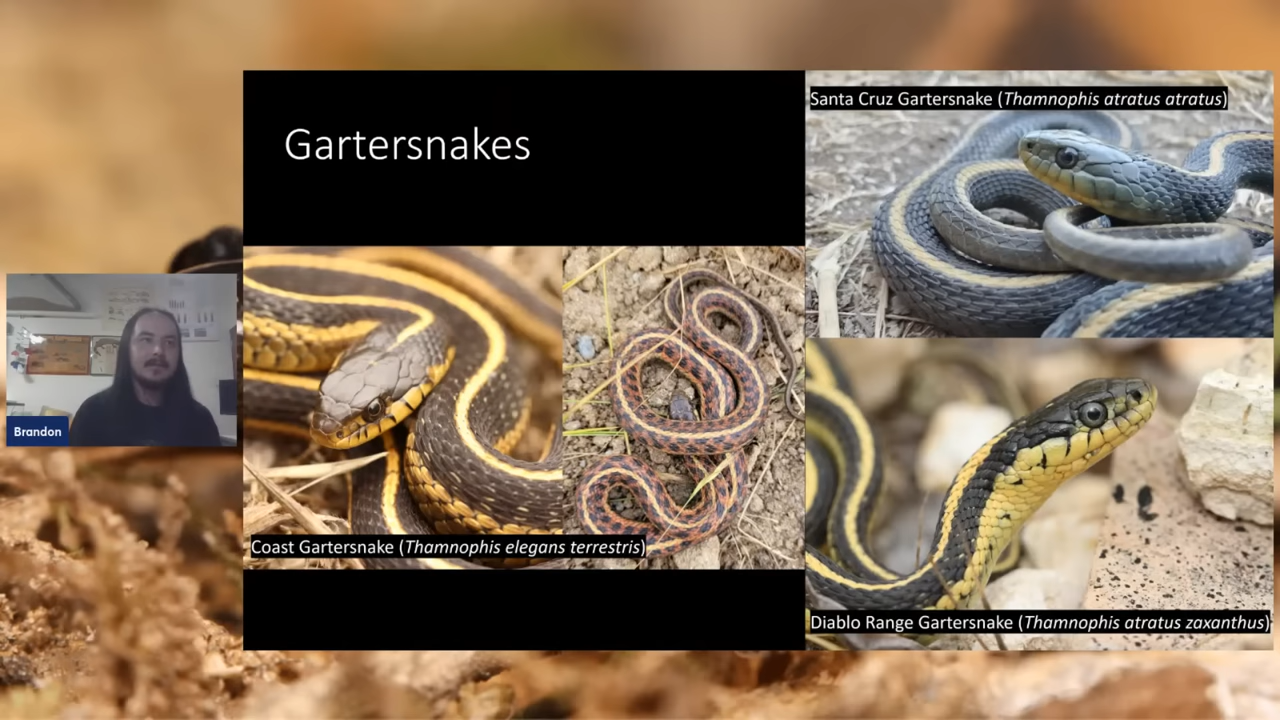 Gartersnakes
Santa Cruz Gartersnake (Thamnophis atratus atratus)
Coast Gartersnake (Thamnophis elegans terrestris)
Diablo Range Gartersnake (Thamnophis atratus zaxanthus)
Brandon